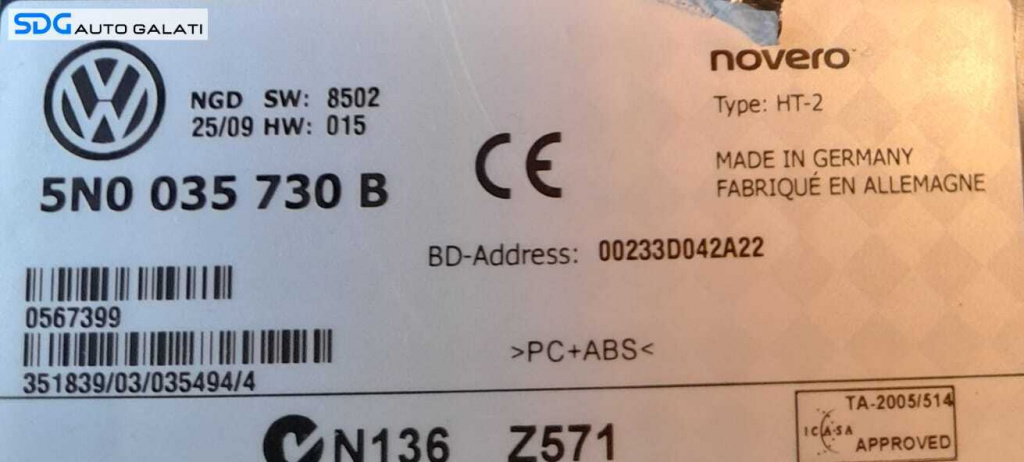 SDG AUTO GALATI
novero
Type: HT-2
NGD SW: 8502
25/09 HW: 015
MADE IN GERMANY
FABRIQUÉ EN ALLEMAGNE
5N0 035 730 B
CE
BD-Address: 00233D042A22
0567399
>PC+ABS<
351839/03/035494/4
N136 Z571
TA-2005/514
ICASA
APPROVED